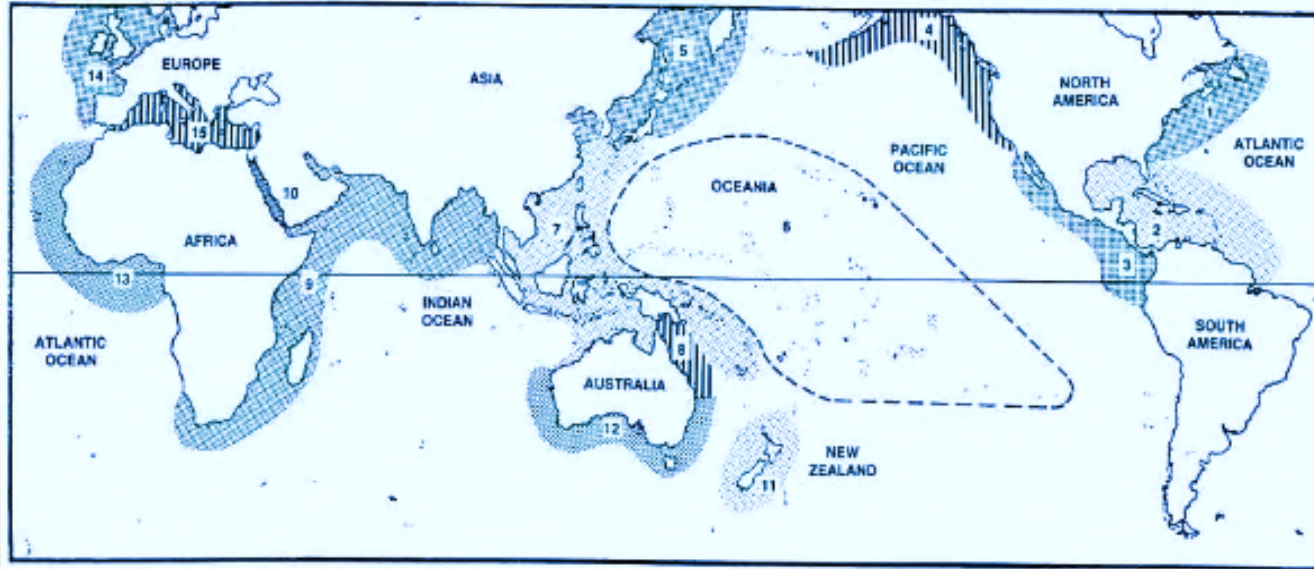 4
5
EUROPE
14
ASIA
NORTH
AMERICA
1
15
ATLANTIC
OCEAN
PACIFIC
OCEAN
OCEANIA
10
6
7
2
AFRICA
13
9
3
INDIAN
OCEAN
ATLANTIC
OCEAN
SOUTH
AMERICA
8
AUSTRALIA
12
NEW
ZEALAND
11